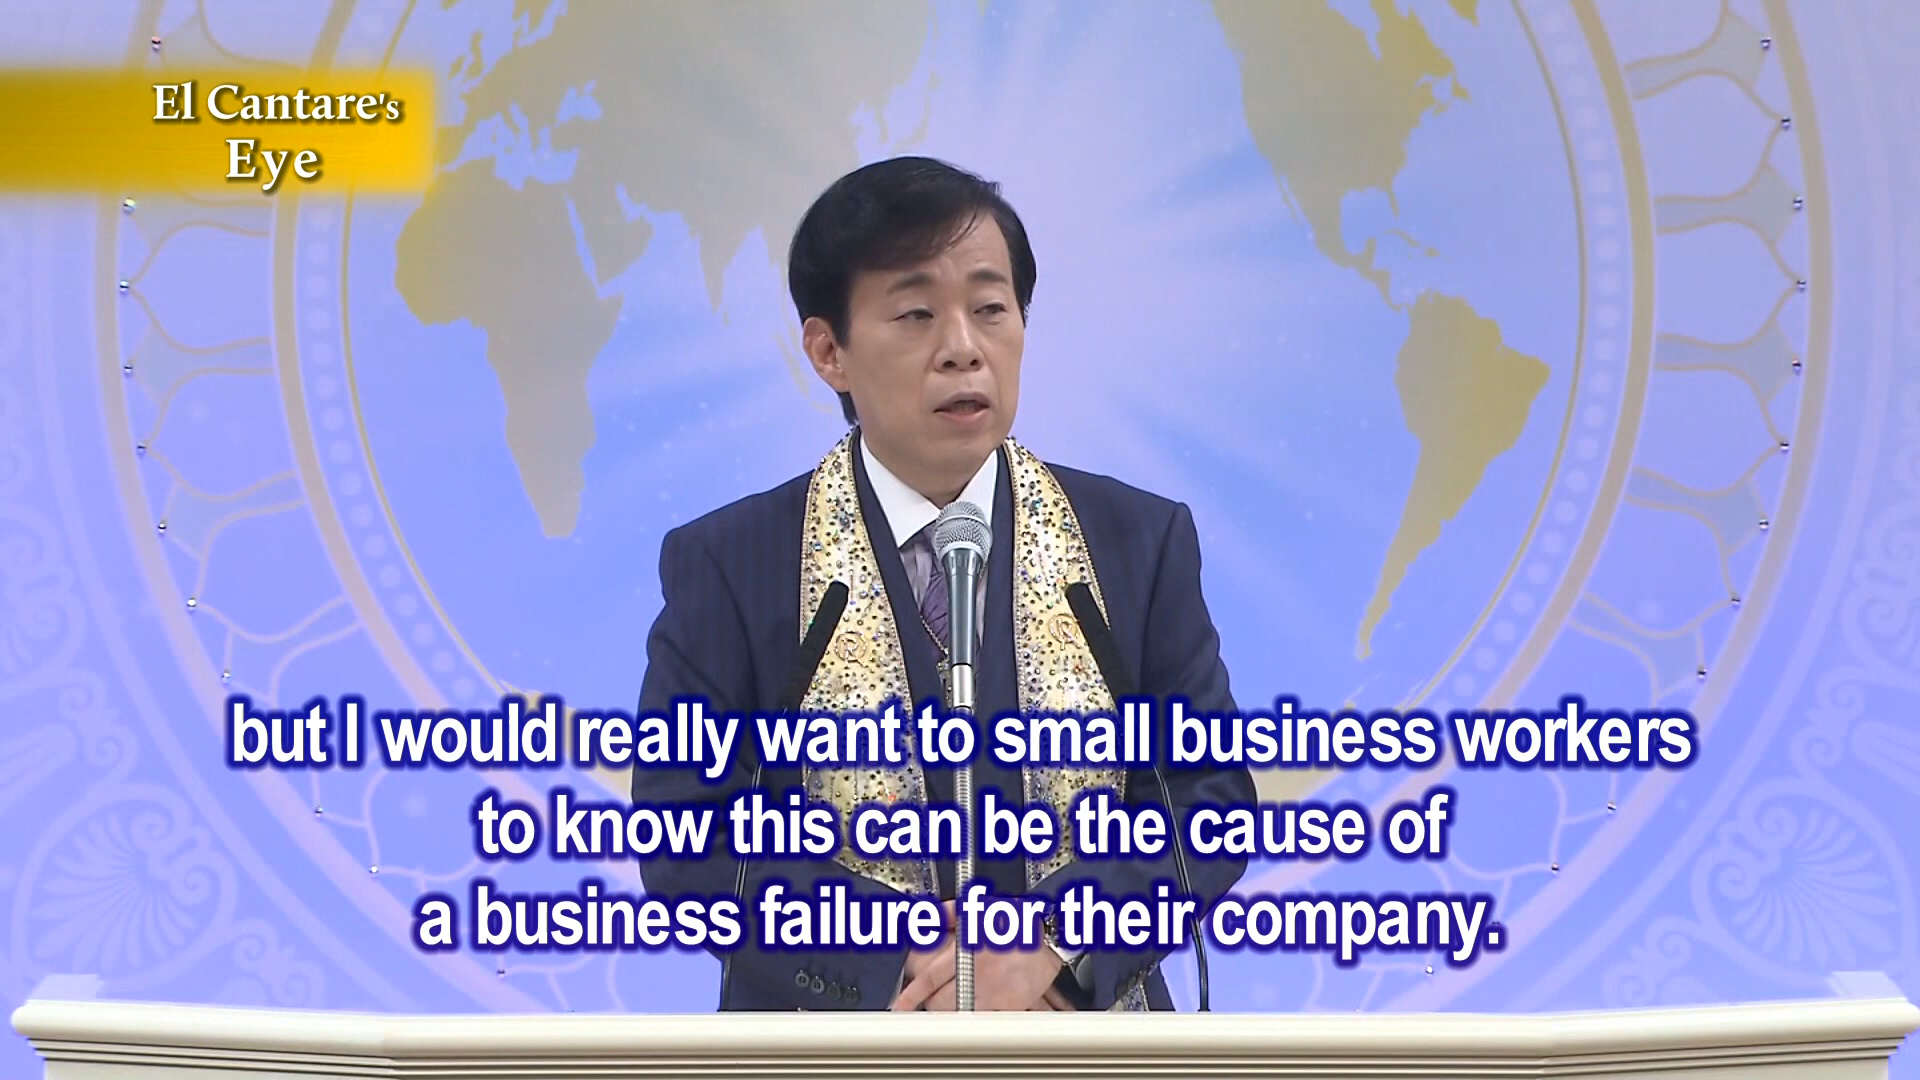 El Cantare's
Eye
but I would really want to small business workers
to know this can be the cause of
a business failure for their company.